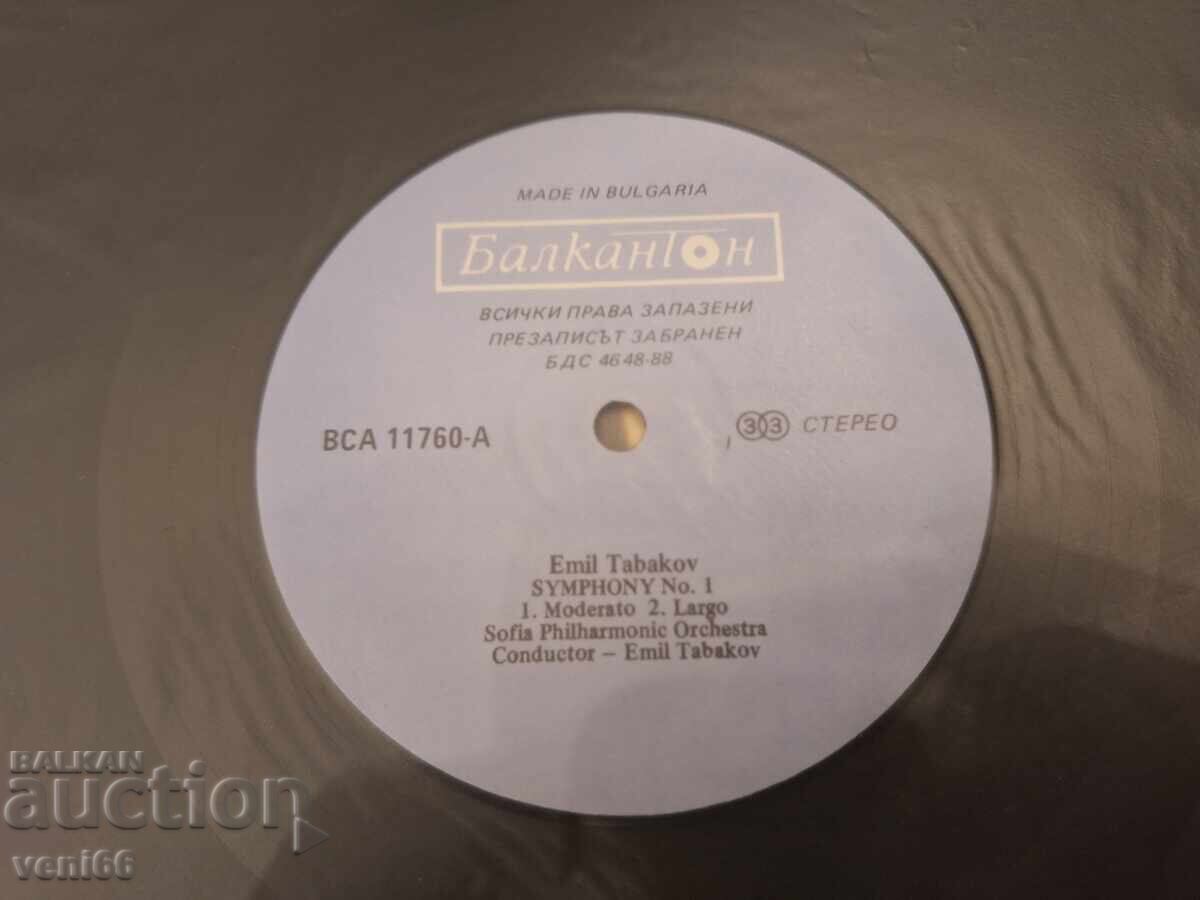 MADE IN BULGARIA
Балкантон
ВСИЧКИ ПРАВА ЗАПАЗЕНИ
ПРЕЗАПИСЪТ ЗАБРАНЕН
БДС 4648-88
ВСА 11760-А
33 СТЕРЕО
Emil Tabakov
SYMPHONY No. 1
1. Moderato 2. Largo
Sofia Philharmonic Orchestra
Conductor – Emil Tabakov
BALKAN
auction
veni66